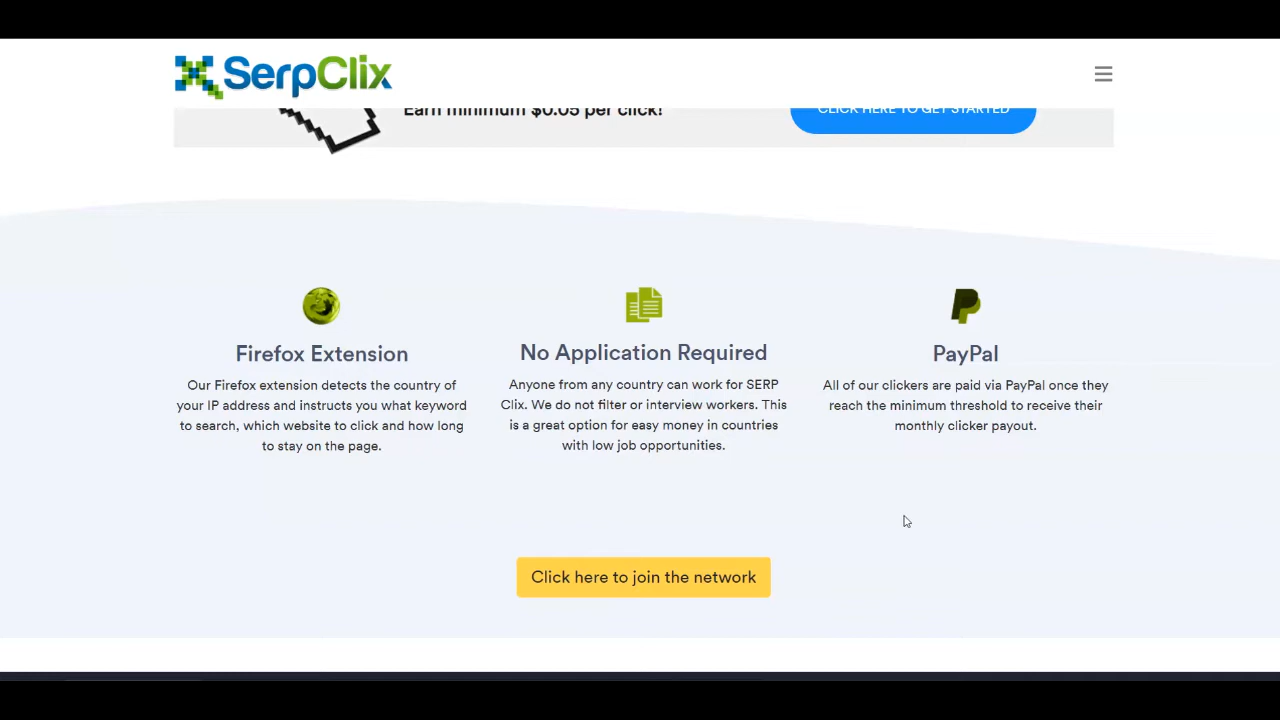 SerpClix
Earn minimum $0.05 per click!
CLICK HERE TO GET STARTED
Firefox Extension
Our Firefox extension detects the country of
your IP address and instructs you what keyword
to search, which website to click and how long
to stay on the page.
No Application Required
Anyone from any country can work for SERP
Clix. We do not filter or interview workers. This
is a great option for easy money in countries
with low job opportunities.
PayPal
All of our clickers are paid via PayPal once they
reach the minimum threshold to receive their
monthly clicker payout.
Click here to join the network